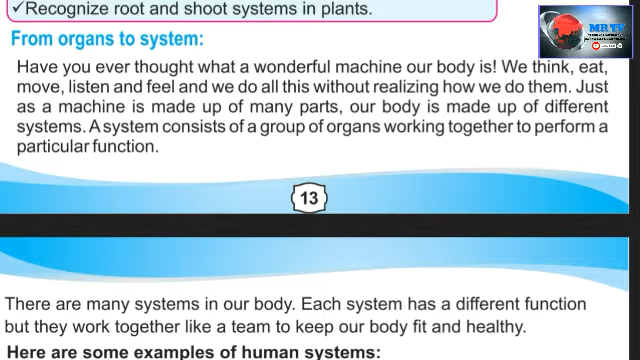 ✓Recognize root and shoot systems in plants.
MR TV
From organs to system:
Have you ever thought what a wonderful machine our body is! We think, eat,
move, listen and feel and we do all this without realizing how we do them. Just
as a machine is made up of many parts, our body is made up of different
systems. A system consists of a group of organs working together to perform a
particular function.
13
There are many systems in our body. Each system has a different function
but they work together like a team to keep our body fit and healthy.
Here are some examples of human systems: